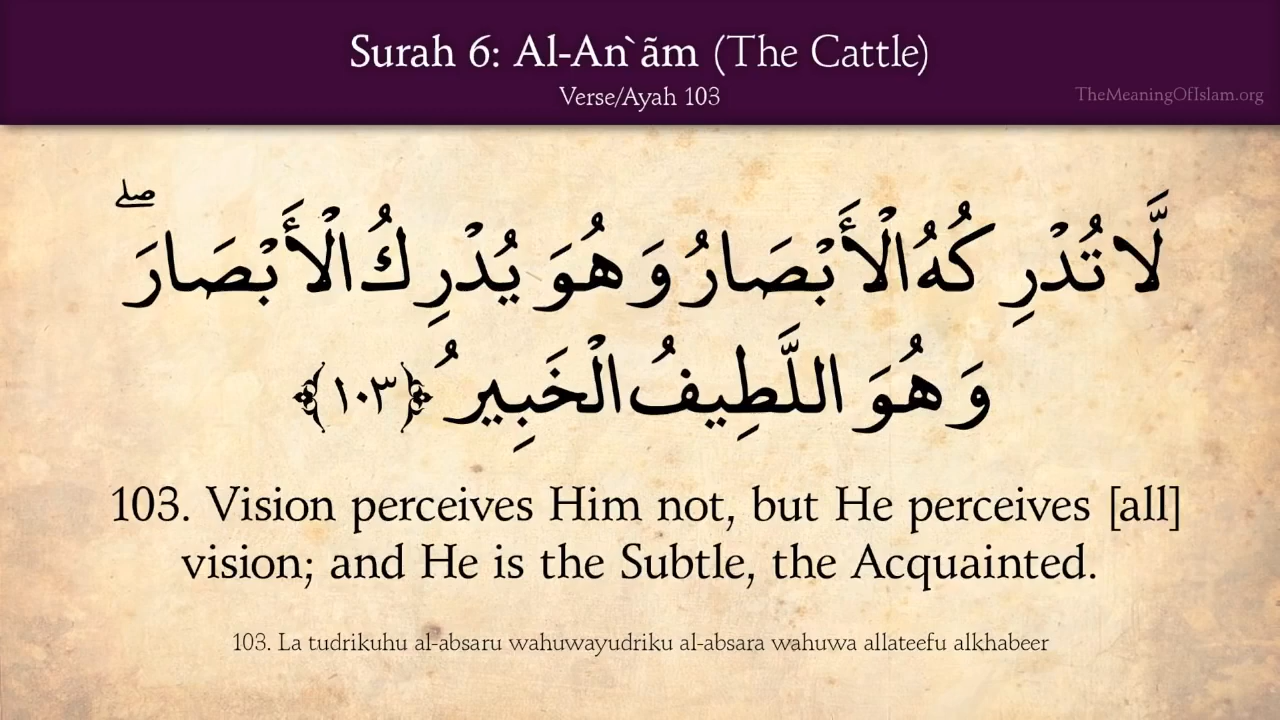 Surah 6: Al-An`ãm (The Cattle)
Verse/Ayah 103
TheMeaningOfIslam.org
لَّا تُدْرِكُهُ الْأَبْصَارُ وَهُوَ يُدْرِكُ الْأَبْصَارَ ۖ
وَهُوَ اللَّطِيفُ الْخَبِيرُ ﴿١٠٣﴾
103. Vision perceives Him not, but He perceives [all]
vision; and He is the Subtle, the Acquainted.
103. La tudrikuhu al-absaru wahuwayudriku al-absara wahuwa allateefu alkhabeer